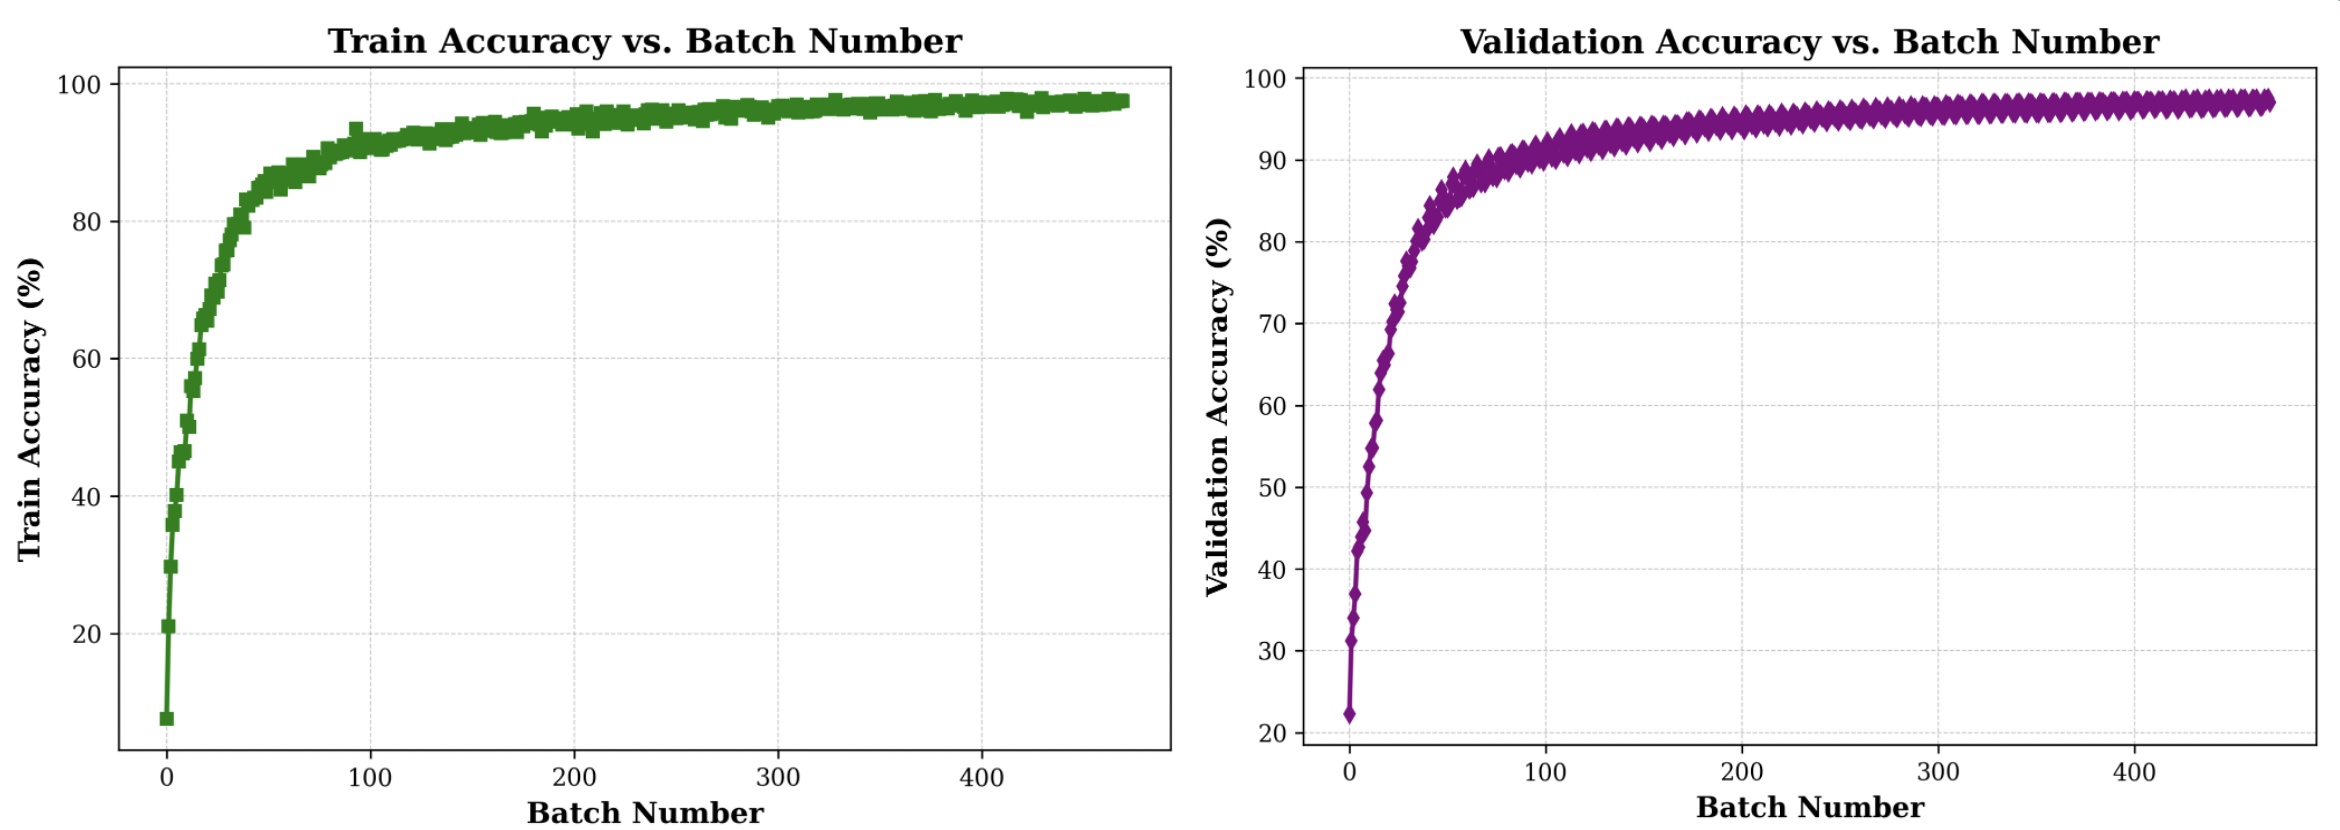 Train Accuracy vs. Batch Number
100
80
60
40
20
Train Accuracy (%)
0 100 200 300 400
Batch Number
Validation Accuracy vs. Batch Number
100
90
80
70
60
50
40
30
20
Validation Accuracy (%)
0 100 200 300 400
Batch Number